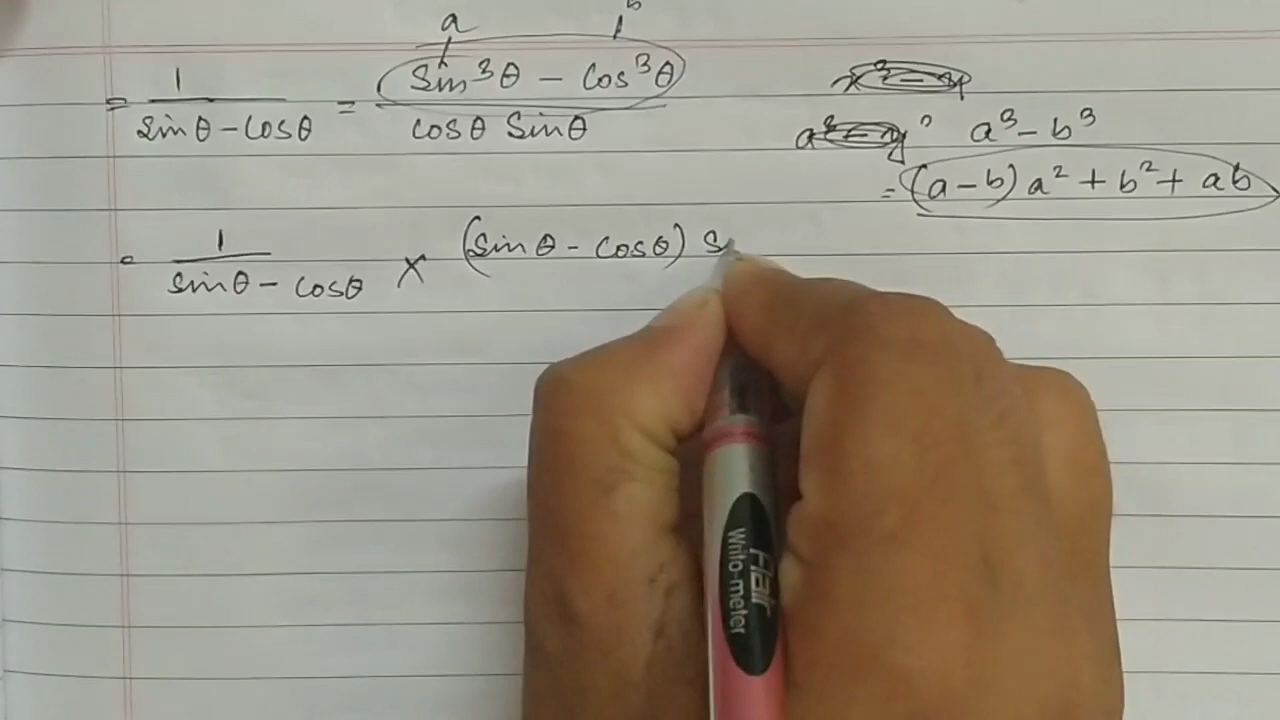 a b
= 1 / sinθ - cosθ = sin³θ - cos³θ / cosθ sinθ
a³ - b³
= (a-b) a² + b² + ab
= 1 / sinθ - cosθ × (sinθ - cosθ) s
Flair
Writo-meter